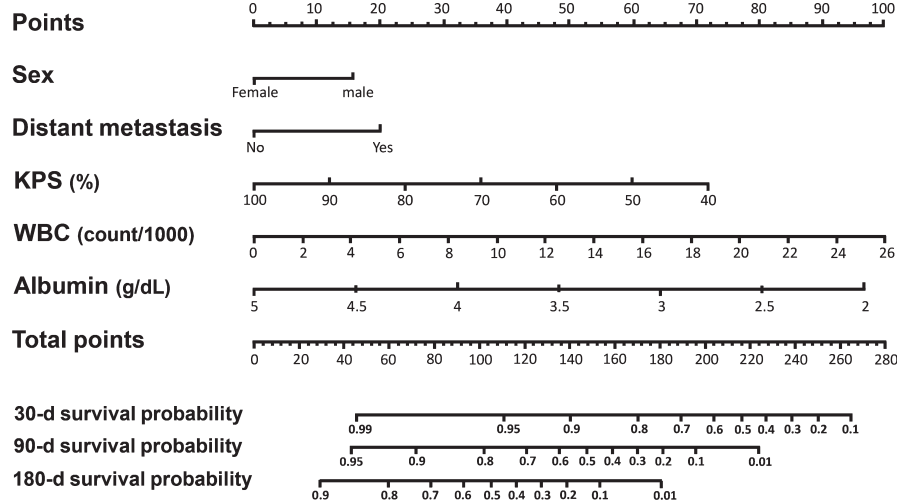 Points 0 10 20 30 40 50 60 70 80 90 100
Sex
Female male
Distant metastasis
No Yes
KPS (%)
100 90 80 70 60 50 40
WBC (count/1000)
0 2 4 6 8 10 12 14 16 18 20 22 24 26
Albumin (g/dL)
5 4.5 4 3.5 3 2.5 2
Total points
0 20 40 60 80 100 120 140 160 180 200 220 240 260 280
30-d survival probability
0.99 0.95 0.9 0.8 0.7 0.6 0.5 0.4 0.3 0.2 0.1
90-d survival probability
0.95 0.9 0.8 0.7 0.6 0.5 0.4 0.3 0.2 0.1 0.01
180-d survival probability
0.9 0.8 0.7 0.6 0.5 0.4 0.3 0.2 0.1 0.01